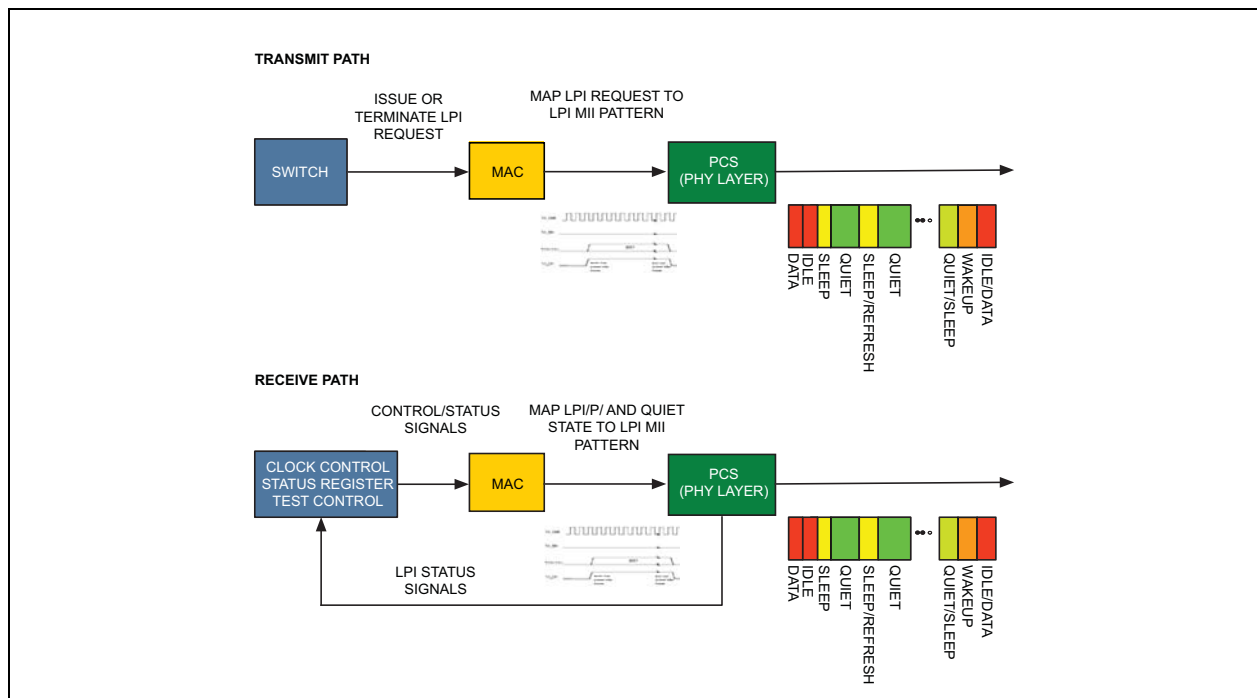 TRANSMIT PATH
ISSUE OR
TERMINATE LPI
REQUEST
MAP LPI REQUEST TO
LPI MII PATTERN
SWITCH
MAC
PCS
(PHY LAYER)
DATA
IDLE
SLEEP
QUIET
SLEEP/REFRESH
QUIET
QUIET/SLEEP
WAKEUP
IDLE/DATA
RECEIVE PATH
CONTROL/STATUS
SIGNALS
MAP LPI/P/ AND QUIET
STATE TO LPI MII
PATTERN
CLOCK CONTROL
STATUS REGISTER
TEST CONTROL
MAC
PCS
(PHY LAYER)
LPI STATUS
SIGNALS
DATA
IDLE
SLEEP
QUIET
SLEEP/REFRESH
QUIET
QUIET/SLEEP
WAKEUP
IDLE/DATA